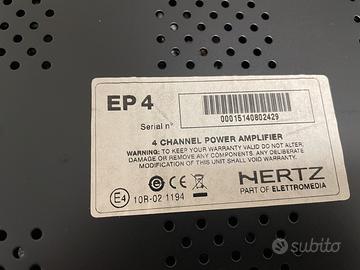 EP 4
Serial n°
00015140802429
4 CHANNEL POWER AMPLIFIER
WARNING: TO KEEP YOUR WARRANTY VALID DO NOT ALTER,
DAMAGE OR REMOVE ANY COMPONENTS. ANY DELIBERATE
MODIFICATION OF THIS UNIT SHALL VOID WARRANTY.
E4
10R-02 1194
CE
HERTZ
PART OF ELETTROMEDIA
subito